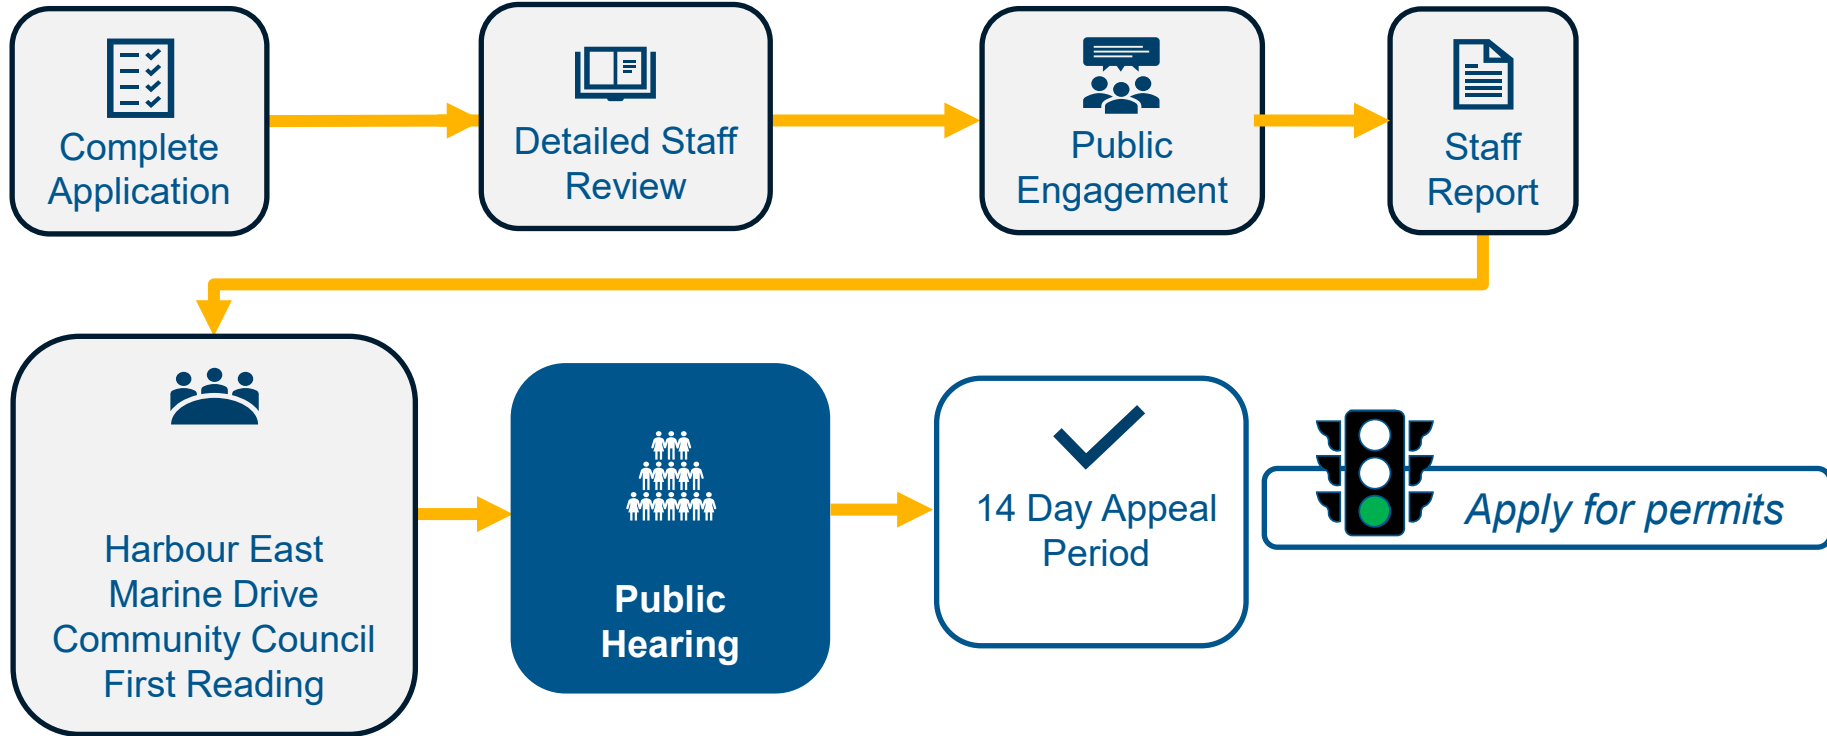 Complete
Application
Detailed Staff
Review
Public
Engagement
Staff
Report
Harbour East
Marine Drive
Community Council
First Reading
Public
Hearing
14 Day Appeal
Period
Apply for permits